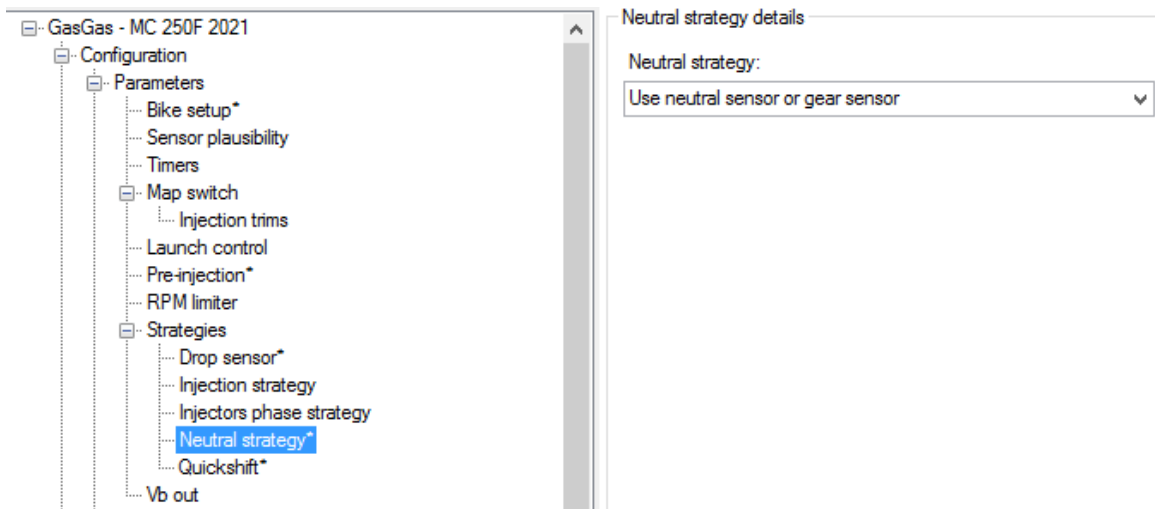 GasGas - MC 250F 2021
Configuration
Parameters
Bike setup*
Sensor plausibility
Timers
Map switch
Injection trims
Launch control
Pre-injection*
RPM limiter
Strategies
Drop sensor*
Injection strategy
Injectors phase strategy
Neutral strategy*
Quickshift*
Vb out
Neutral strategy details
Neutral strategy:
Use neutral sensor or gear sensor